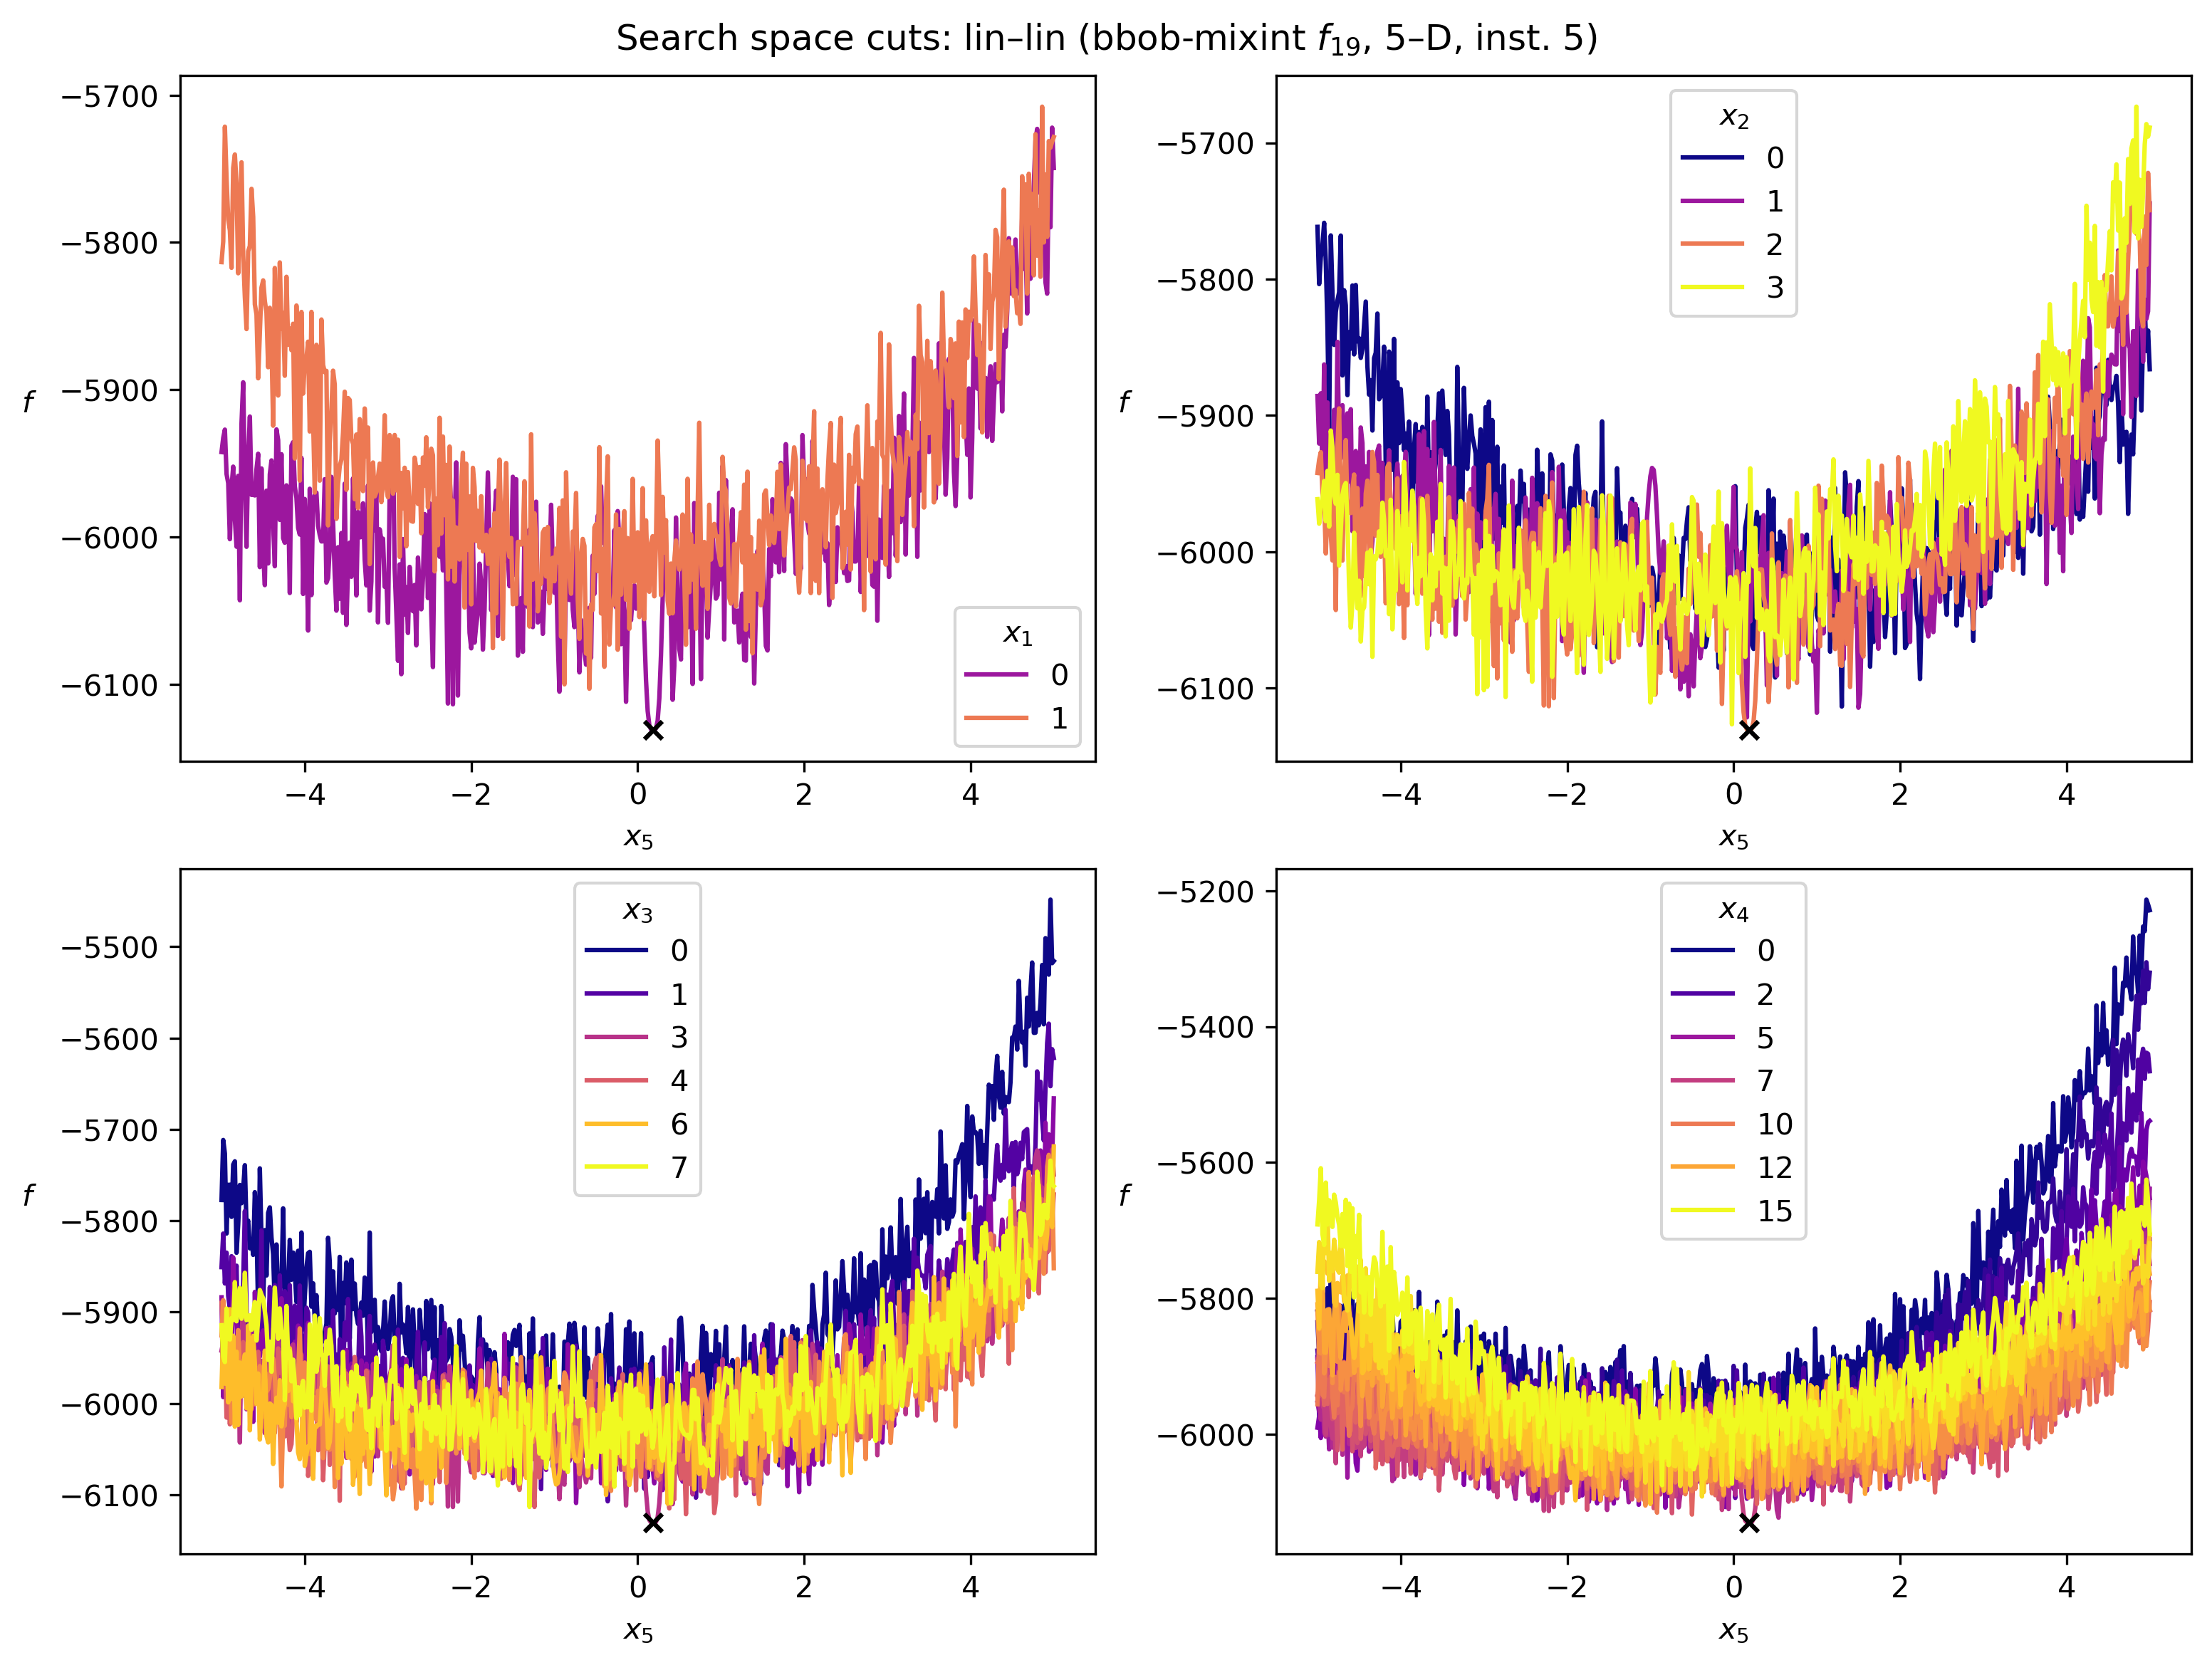 Search space cuts: lin–lin (bbob-mixint f₁₉, 5–D, inst. 5)
−5700
−5800
−5900
−6000
−6100
f
x₁
0
1
−4 −2 0 2 4
x₅
−5700
−5800
−5900
−6000
−6100
f
x₂
0
1
2
3
−4 −2 0 2 4
x₅
−5500
−5600
−5700
−5800
−5900
−6000
−6100
f
x₃
0
1
3
4
6
7
−4 −2 0 2 4
x₅
−5200
−5400
−5600
−5800
−6000
f
x₄
0
2
5
7
10
12
15
−4 −2 0 2 4
x₅